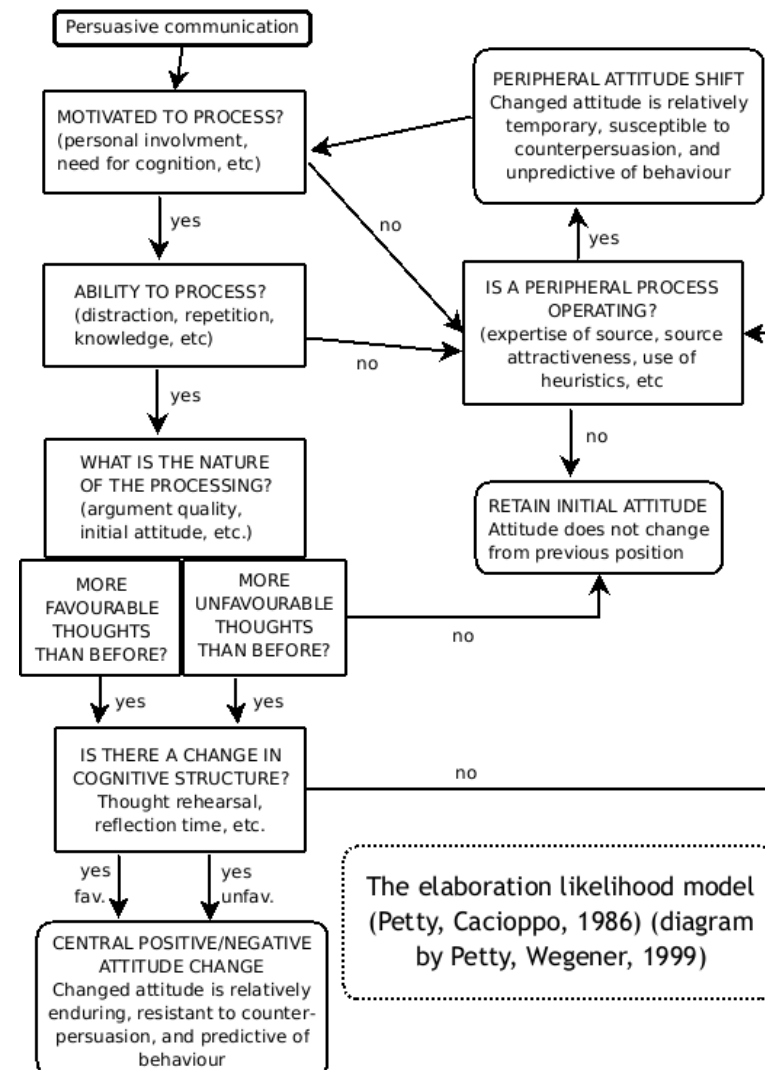 Persuasive communication
MOTIVATED TO PROCESS?
(personal involvment,
need for cognition, etc)
PERIPHERAL ATTITUDE SHIFT
Changed attitude is relatively
temporary, susceptible to
counterpersuasion, and
unpredictive of behaviour
yes
no
yes
ABILITY TO PROCESS?
(distraction, repetition,
knowledge, etc)
no
IS A PERIPHERAL PROCESS
OPERATING?
(expertise of source, source
attractiveness, use of
heuristics, etc
yes
no
WHAT IS THE NATURE
OF THE PROCESSING?
(argument quality,
initial attitude, etc.)
RETAIN INITIAL ATTITUDE
Attitude does not change
from previous position
MORE
FAVOURABLE
THOUGHTS
THAN BEFORE?
MORE
UNFAVOURABLE
THOUGHTS
THAN BEFORE?
no
yes
yes
IS THERE A CHANGE IN
COGNITIVE STRUCTURE?
Thought rehearsal,
reflection time, etc.
no
yes
fav.
yes
unfav.
CENTRAL POSITIVE/NEGATIVE
ATTITUDE CHANGE
Changed attitude is relatively
enduring, resistant to counter-
persuasion, and predictive of
behaviour
The elaboration likelihood model
(Petty, Cacioppo, 1986) (diagram
by Petty, Wegener, 1999)